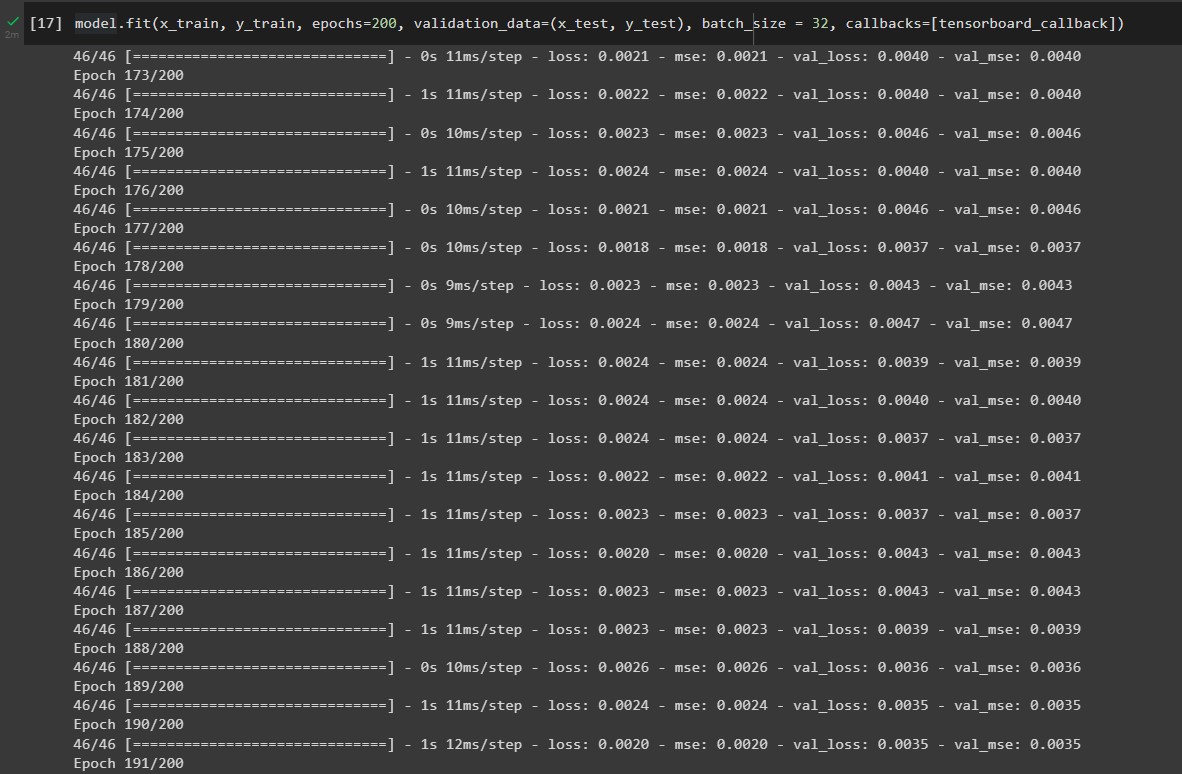 [17] model.fit(x_train, y_train, epochs=200, validation_data=(x_test, y_test), batch_size = 32, callbacks=[tensorboard_callback])
2m
46/46 [==============================] - 0s 11ms/step - loss: 0.0021 - mse: 0.0021 - val_loss: 0.0040 - val_mse: 0.0040
Epoch 173/200
46/46 [==============================] - 1s 11ms/step - loss: 0.0022 - mse: 0.0022 - val_loss: 0.0040 - val_mse: 0.0040
Epoch 174/200
46/46 [==============================] - 0s 10ms/step - loss: 0.0023 - mse: 0.0023 - val_loss: 0.0046 - val_mse: 0.0046
Epoch 175/200
46/46 [==============================] - 1s 11ms/step - loss: 0.0024 - mse: 0.0024 - val_loss: 0.0040 - val_mse: 0.0040
Epoch 176/200
46/46 [==============================] - 0s 10ms/step - loss: 0.0021 - mse: 0.0021 - val_loss: 0.0046 - val_mse: 0.0046
Epoch 177/200
46/46 [==============================] - 0s 10ms/step - loss: 0.0018 - mse: 0.0018 - val_loss: 0.0037 - val_mse: 0.0037
Epoch 178/200
46/46 [==============================] - 0s 9ms/step - loss: 0.0023 - mse: 0.0023 - val_loss: 0.0043 - val_mse: 0.0043
Epoch 179/200
46/46 [==============================] - 0s 9ms/step - loss: 0.0024 - mse: 0.0024 - val_loss: 0.0047 - val_mse: 0.0047
Epoch 180/200
46/46 [==============================] - 1s 11ms/step - loss: 0.0024 - mse: 0.0024 - val_loss: 0.0039 - val_mse: 0.0039
Epoch 181/200
46/46 [==============================] - 1s 11ms/step - loss: 0.0024 - mse: 0.0024 - val_loss: 0.0040 - val_mse: 0.0040
Epoch 182/200
46/46 [==============================] - 1s 11ms/step - loss: 0.0024 - mse: 0.0024 - val_loss: 0.0037 - val_mse: 0.0037
Epoch 183/200
46/46 [==============================] - 1s 11ms/step - loss: 0.0022 - mse: 0.0022 - val_loss: 0.0041 - val_mse: 0.0041
Epoch 184/200
46/46 [==============================] - 1s 11ms/step - loss: 0.0023 - mse: 0.0023 - val_loss: 0.0037 - val_mse: 0.0037
Epoch 185/200
46/46 [==============================] - 1s 11ms/step - loss: 0.0020 - mse: 0.0020 - val_loss: 0.0043 - val_mse: 0.0043
Epoch 186/200
46/46 [==============================] - 1s 11ms/step - loss: 0.0023 - mse: 0.0023 - val_loss: 0.0043 - val_mse: 0.0043
Epoch 187/200
46/46 [==============================] - 1s 11ms/step - loss: 0.0023 - mse: 0.0023 - val_loss: 0.0039 - val_mse: 0.0039
Epoch 188/200
46/46 [==============================] - 0s 10ms/step - loss: 0.0026 - mse: 0.0026 - val_loss: 0.0036 - val_mse: 0.0036
Epoch 189/200
46/46 [==============================] - 1s 11ms/step - loss: 0.0024 - mse: 0.0024 - val_loss: 0.0035 - val_mse: 0.0035
Epoch 190/200
46/46 [==============================] - 1s 12ms/step - loss: 0.0020 - mse: 0.0020 - val_loss: 0.0035 - val_mse: 0.0035
Epoch 191/200